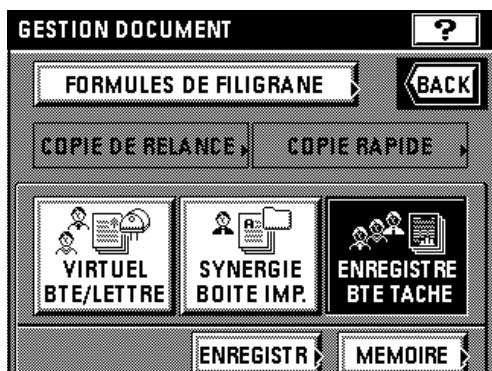 GESTION DOCUMENT
?
FORMULES DE FILIGRANE
BACK
COPIE DE RELANCE
COPIE RAPIDE
VIRTUEL
BTE/LETTRE
SYNERGIE
BOITE IMP.
ENREGISTRE
BTE TACHE
ENREGISTR
MEMOIRE